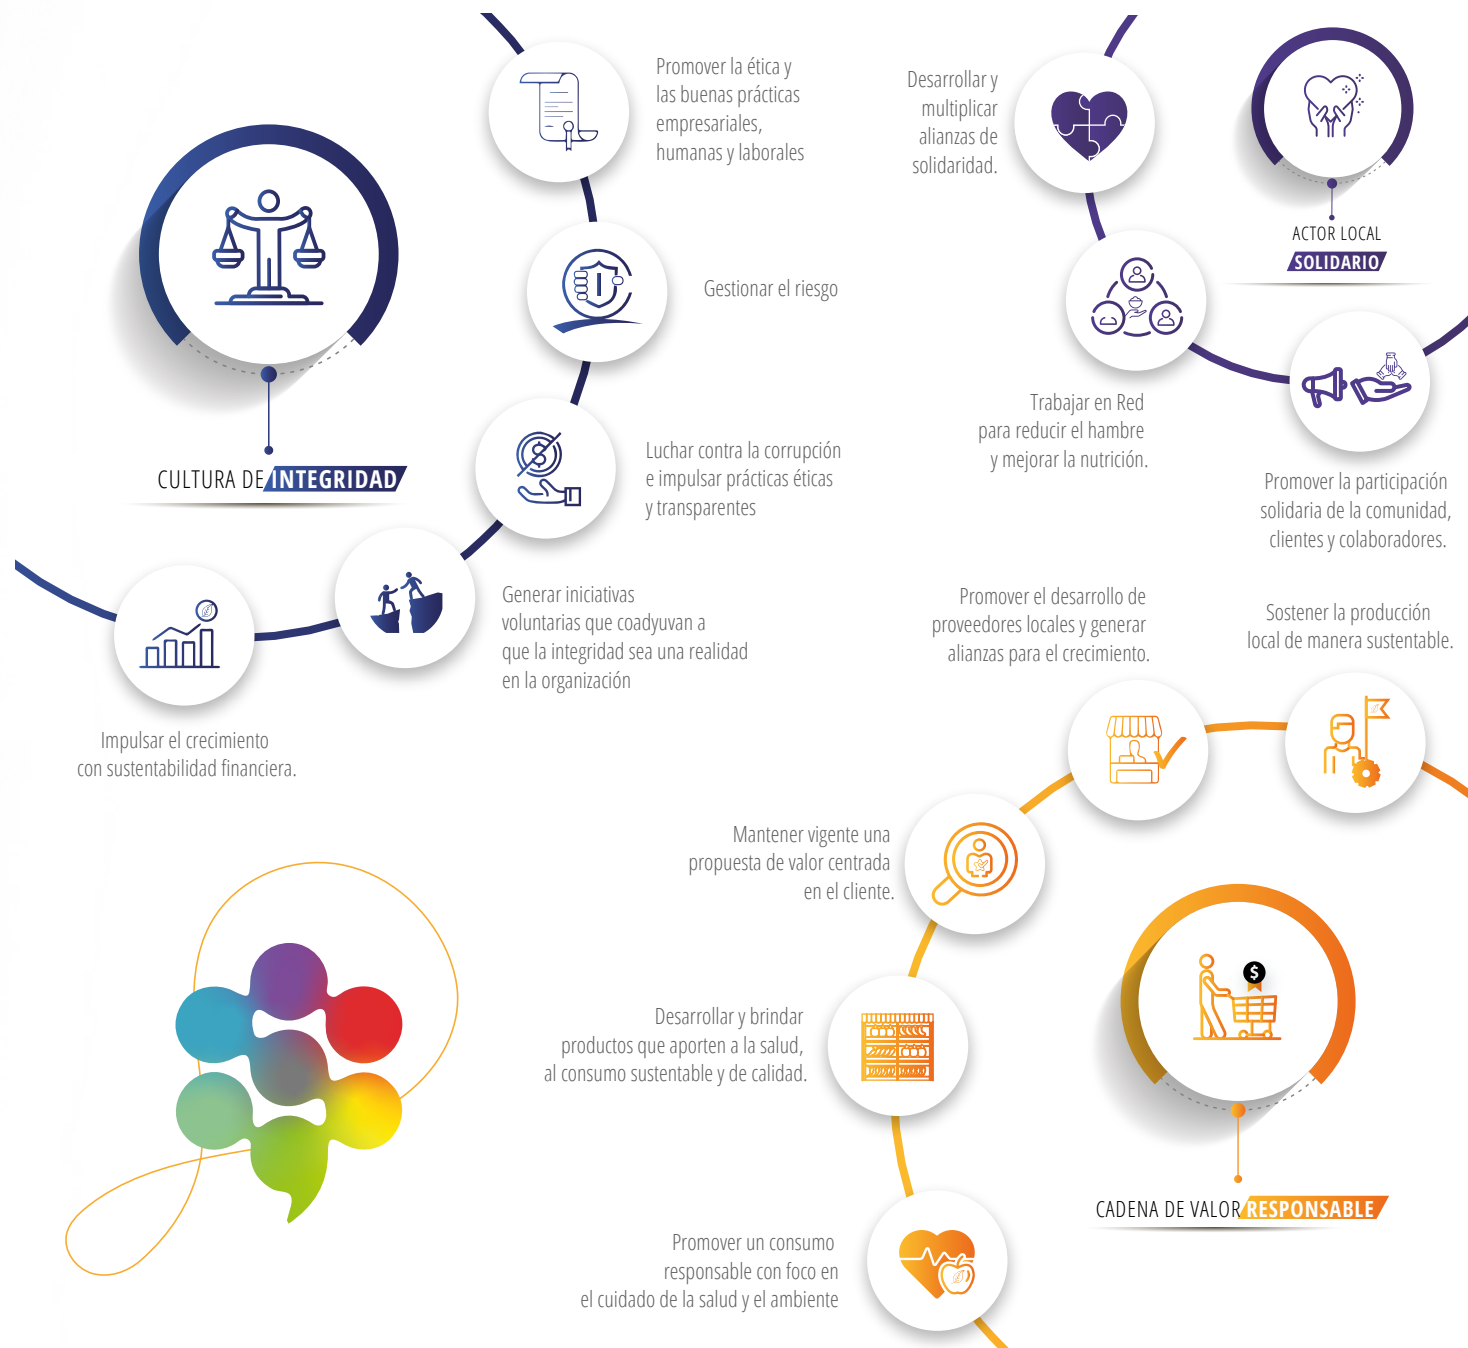 Promover la ética y
las buenas prácticas
empresariales,
humanas y laborales
Gestionar el riesgo
Luchar contra la corrupción
e impulsar prácticas éticas
y transparentes
CULTURA DE INTEGRIDAD
Generar iniciativas
voluntarias que coadyuvan a
que la integridad sea una realidad
en la organización
Impulsar el crecimiento
con sustentabilidad financiera.
Desarrollar y
multiplicar
alianzas de
solidaridad.
ACTOR LOCAL
SOLIDARIO
Trabajar en Red
para reducir el hambre
y mejorar la nutrición.
Promover la participación
solidaria de la comunidad,
clientes y colaboradores.
Promover el desarrollo de
proveedores locales y generar
alianzas para el crecimiento.
Sostener la producción
local de manera sustentable.
Mantener vigente una
propuesta de valor centrada
en el cliente.
Desarrollar y brindar
productos que aporten a la salud,
al consumo sustentable y de calidad.
CADENA DE VALOR RESPONSABLE
Promover un consumo
responsable con foco en
el cuidado de la salud y el ambiente